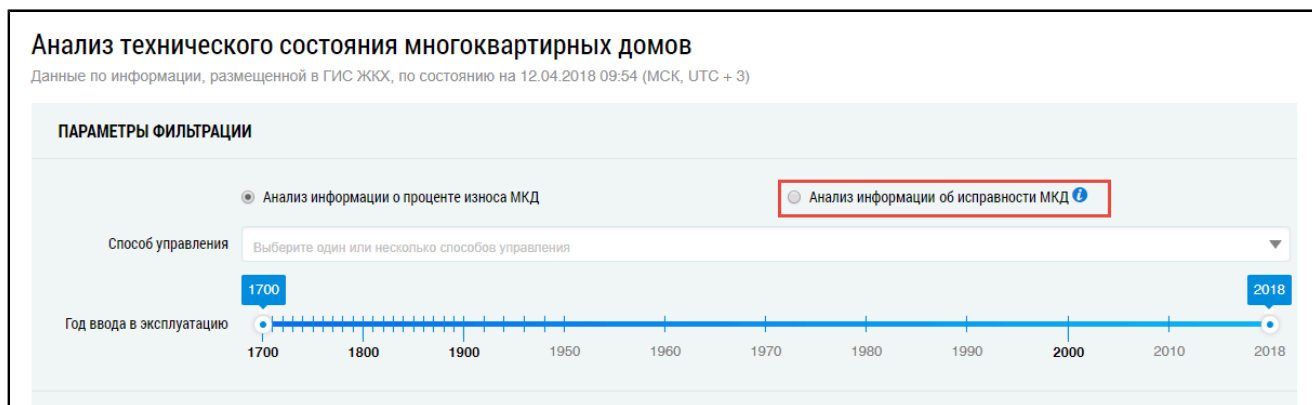 Анализ технического состояния многоквартирных домов
Данные по информации, размещенной в ГИС ЖКХ, по состоянию на 12.04.2018 09:54 (МСК, UTC + 3)
ПАРАМЕТРЫ ФИЛЬТРАЦИИ
Анализ информации о проценте износа МКД
Анализ информации об исправности МКД i
Способ управления
Выберите один или несколько способов управления
1700 2018
Год ввода в эксплуатацию
1700 1800 1900 1950 1960 1970 1980 1990 2000 2010 2018